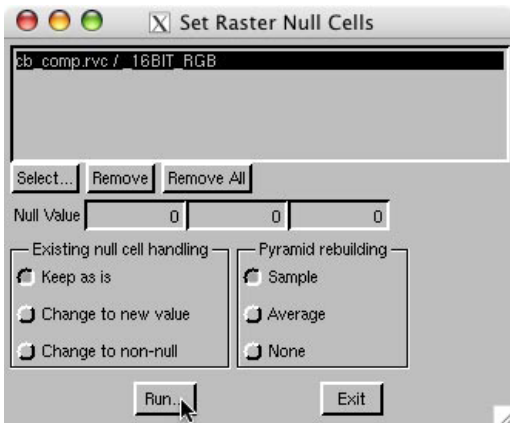 Set Raster Null Cells
cb_comp.rvc / _16BIT_RGB
Select... Remove Remove All
Null Value 0 0 0
Existing null cell handling
Keep as is
Change to new value
Change to non-null
Pyramid rebuilding
Sample
Average
None
Run... Exit